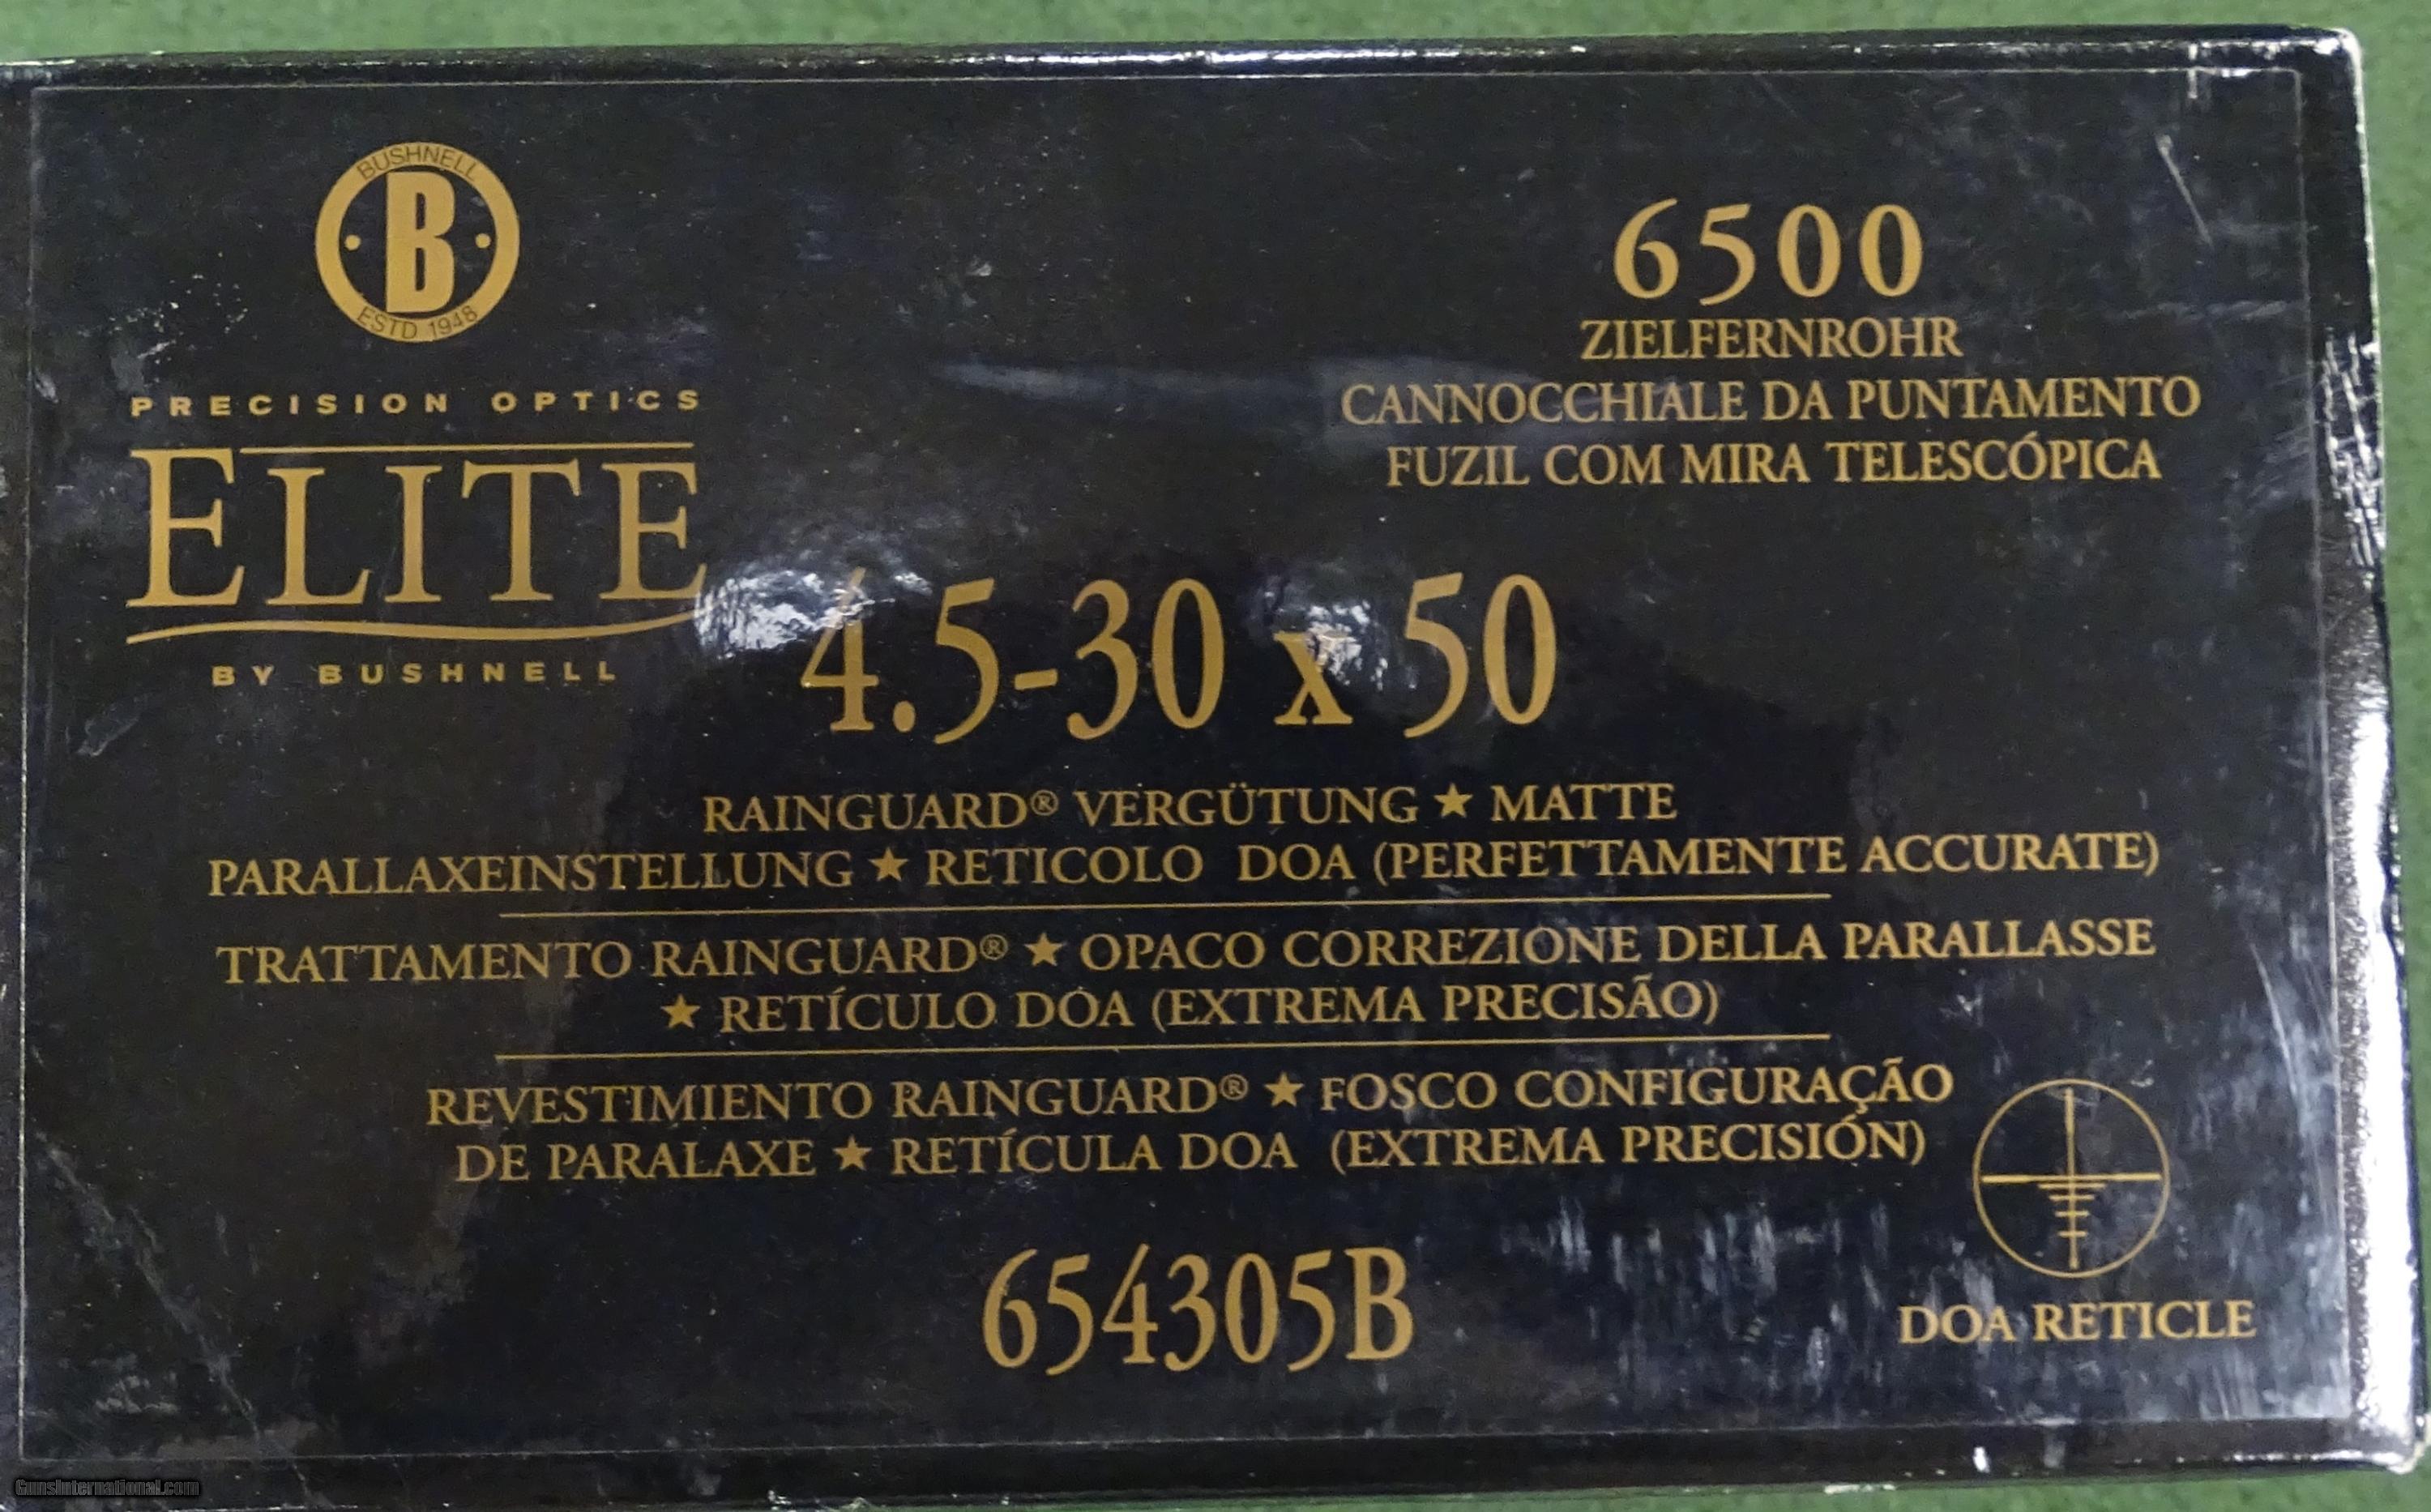 BUSHNELL
B
ESTD 1948
PRECISION OPTICS
ELITE
BY BUSHNELL
6500
ZIELFERNROHR
CANNOCCHIALE DA PUNTAMENTO
FUZIL COM MIRA TELESCÓPICA
4.5-30 x 50
RAINGUARD® VERGÜTUNG ★ MATTE
PARALLAXEINSTELLUNG ★ RETICOLO DOA (PERFETTAMENTE ACCURATE)
TRATTAMENTO RAINGUARD® ★ OPACO CORREZIONE DELLA PARALLASSE
★ RETÍCULO DOA (EXTREMA PRECISÃO)
REVESTIMIENTO RAINGUARD® ★ FOSCO CONFIGURAÇÃO
DE PARALAXE ★ RETÍCULA DOA (EXTREMA PRECISIÓN)
654305B
DOA RETICLE
GunsInternational.com